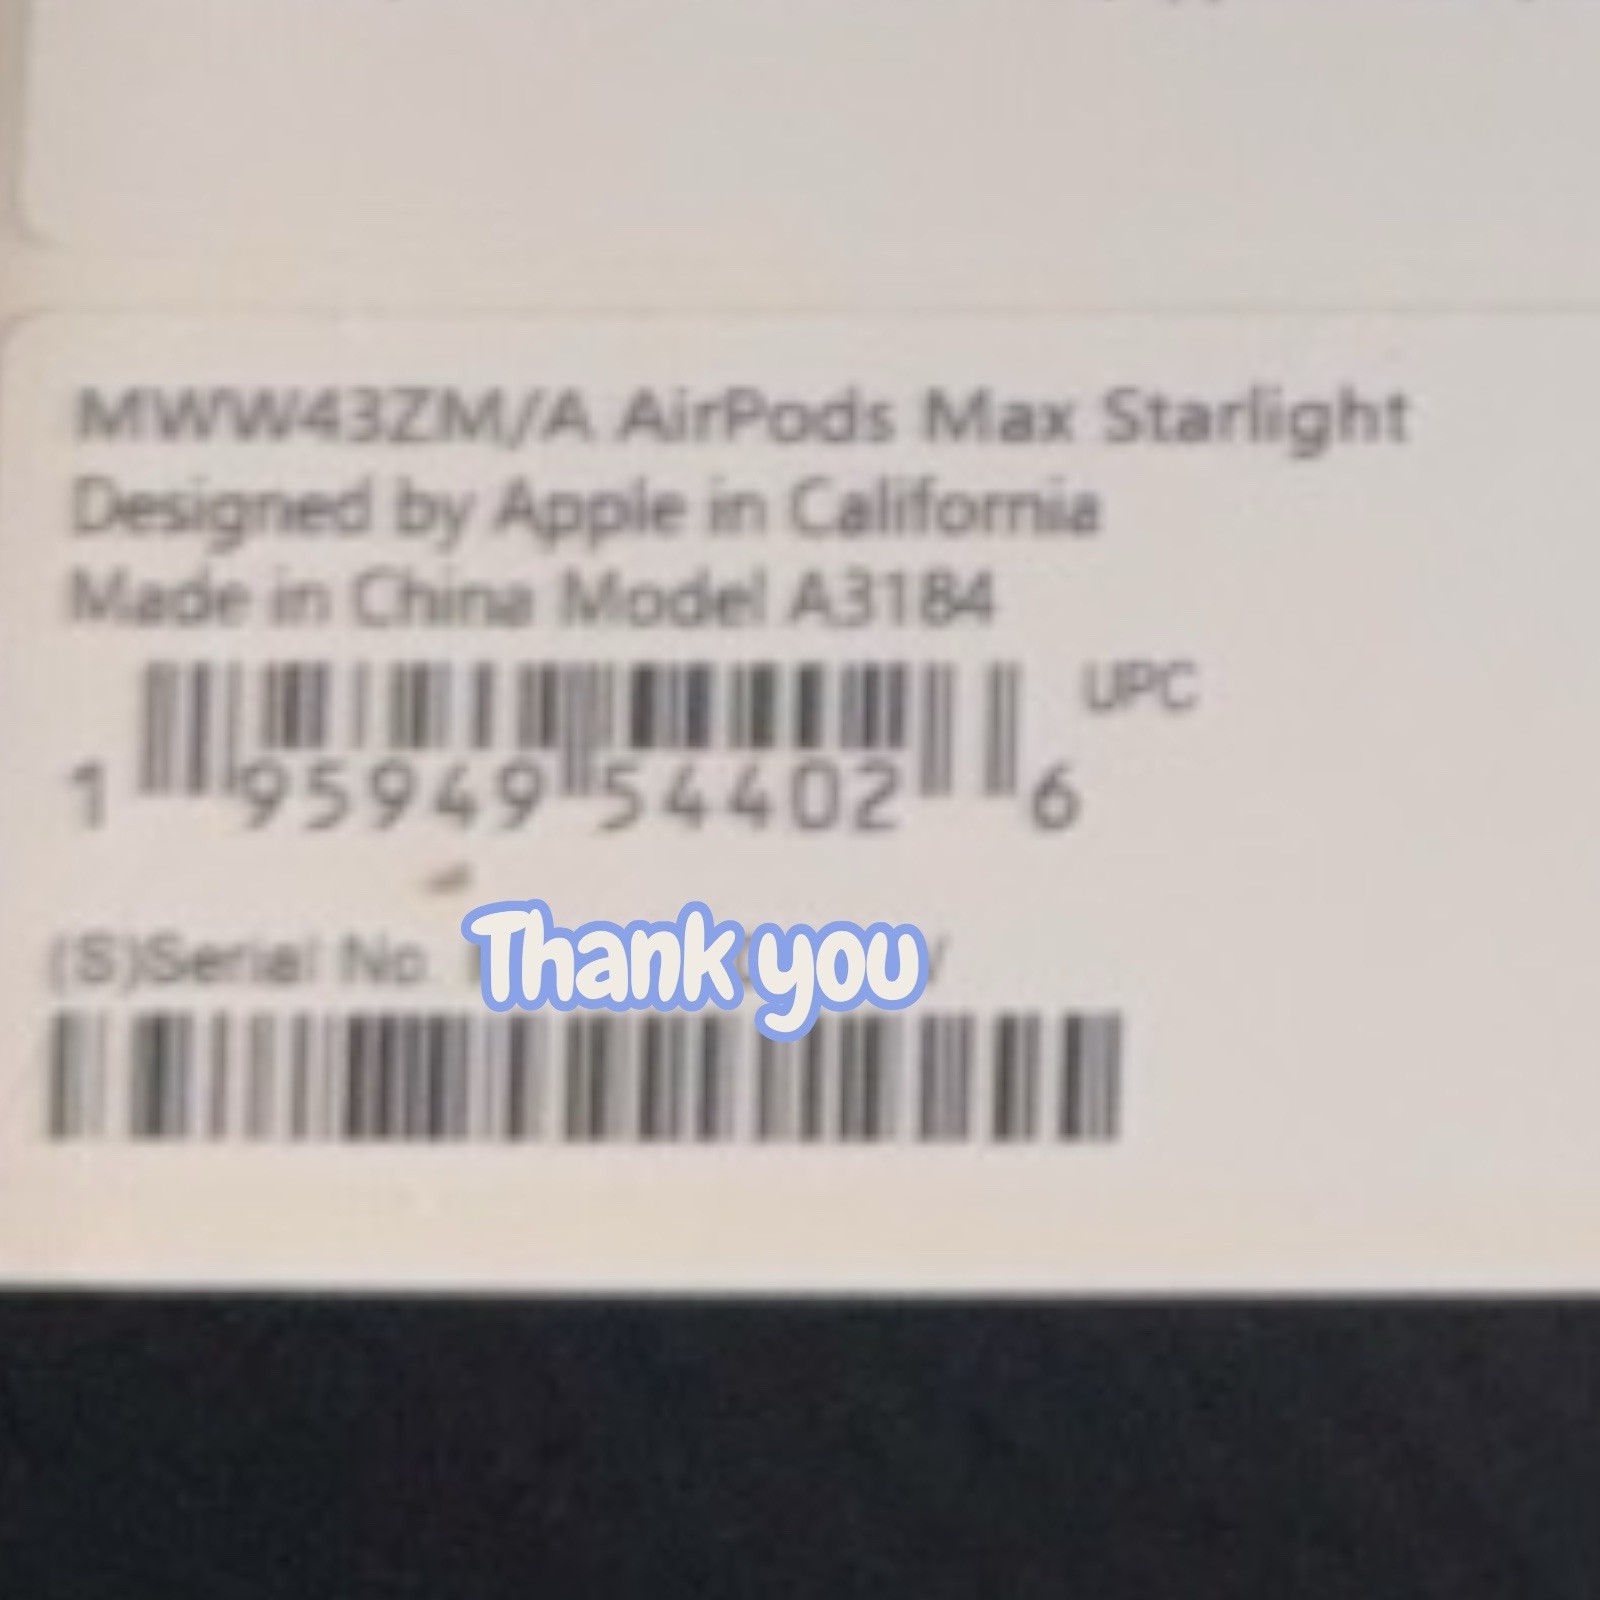 MWW43ZM/A AirPods Max Starlight
Designed by Apple in California
Made in China Model A3184
UPC
1 95949 54402 6
(S)Serial No.
Thank you